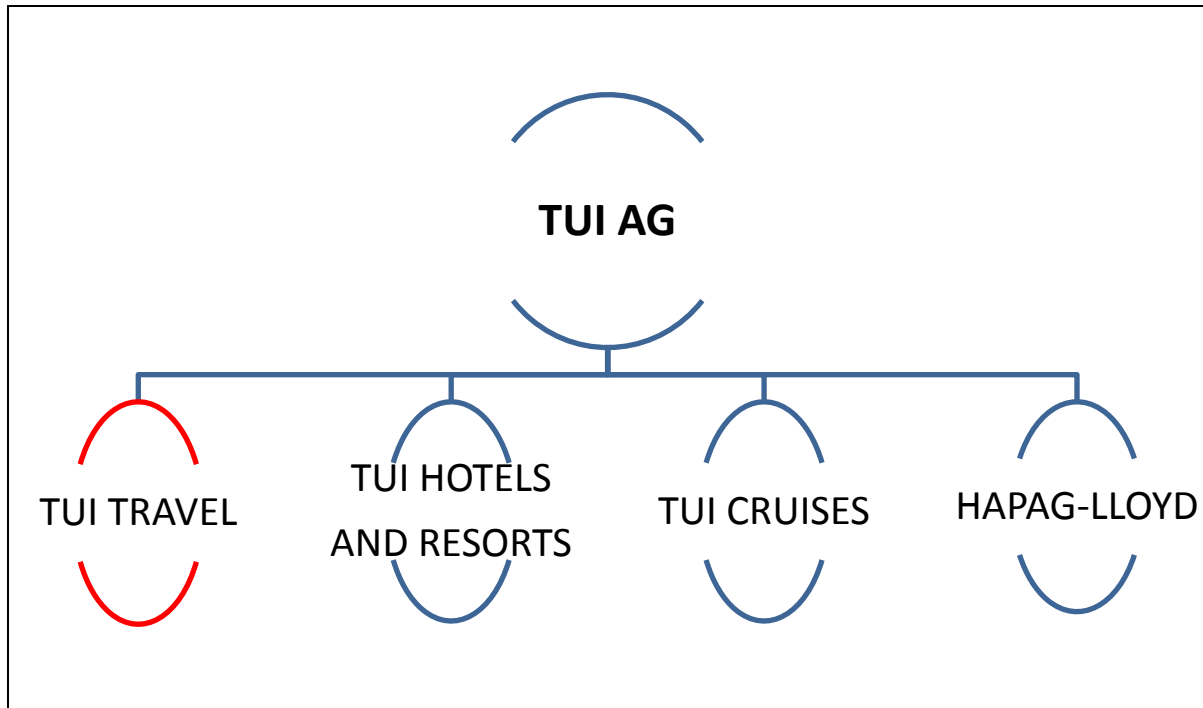 TUI AG
TUI TRAVEL
TUI HOTELS
AND RESORTS
TUI CRUISES
HAPAG-LLOYD